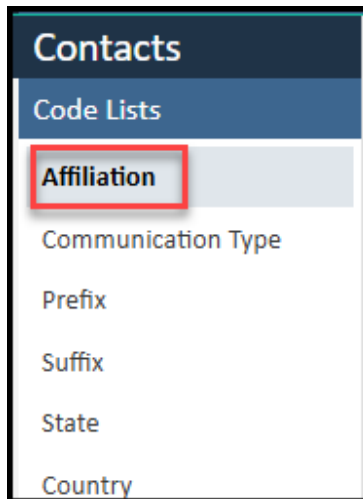 Contacts
Code Lists
Affiliation
Communication Type
Prefix
Suffix
State
Country